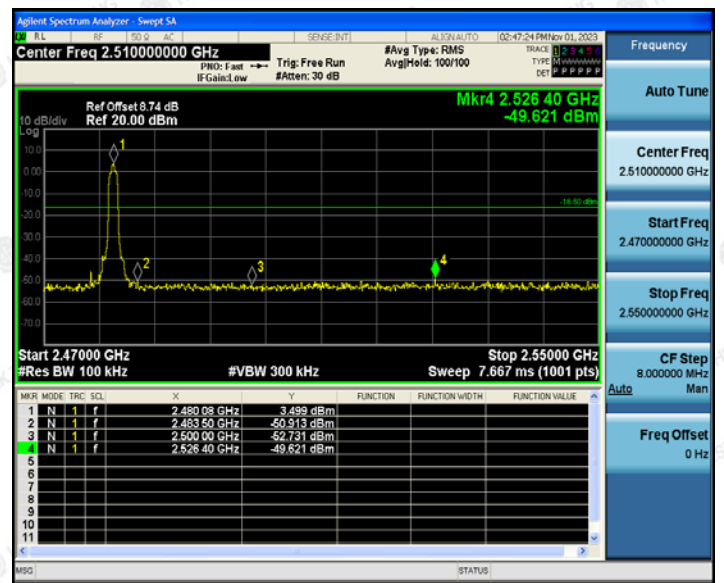 Agilent Spectrum Analyzer - Swept SA
RL RF 50 Ω AC SENSE:INT ALIGN AUTO 02:47:24 PM Nov 01, 2023
Center Freq 2.510000000 GHz #Avg Type: RMS TRACE 1 2 3 4 5 6
PNO: Fast Trig: Free Run Avg|Hold: 100/100 TYPE M
IFGain:Low #Atten: 30 dB DET P P P P P P
Ref Offset 8.74 dB Mkr4 2.526 40 GHz
10 dB/div Ref 20.00 dBm -49.621 dBm
Log
10.0
0.00
-10.0
-16.50 dBm
-20.0
-30.0
-40.0
-50.0
-60.0
-70.0
1
2
3
4
Start 2.47000 GHz Stop 2.55000 GHz
#Res BW 100 kHz #VBW 300 kHz Sweep 7.667 ms (1001 pts)
MKR MODE TRC SCL X Y FUNCTION FUNCTION WIDTH FUNCTION VALUE
1 N 1 f 2.480 08 GHz 3.499 dBm
2 N 1 f 2.483 50 GHz -50.913 dBm
3 N 1 f 2.500 00 GHz -52.731 dBm
4 N 1 f 2.526 40 GHz -49.621 dBm
5
6
7
8
9
10
11
MSG STATUS
Frequency
Auto Tune
Center Freq
2.510000000 GHz
Start Freq
2.470000000 GHz
Stop Freq
2.550000000 GHz
CF Step
8.000000 MHz
Auto Man
Freq Offset
0 Hz